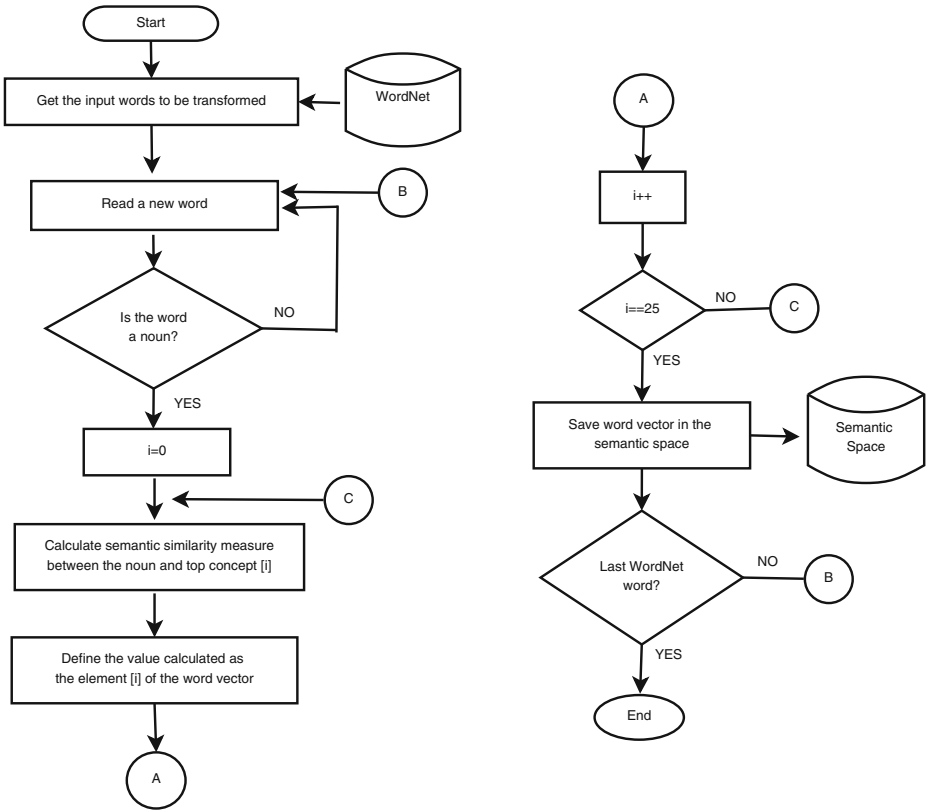 Start
Get the input words to be transformed
WordNet
Read a new word
B
Is the word
a noun?
NO
YES
i=0
C
Calculate semantic similarity measure
between the noun and top concept [i]
Define the value calculated as
the element [i] of the word vector
A
A
i++
i==25
NO
C
YES
Save word vector in the
semantic space
Semantic
Space
Last WordNet
word?
NO
B
YES
End